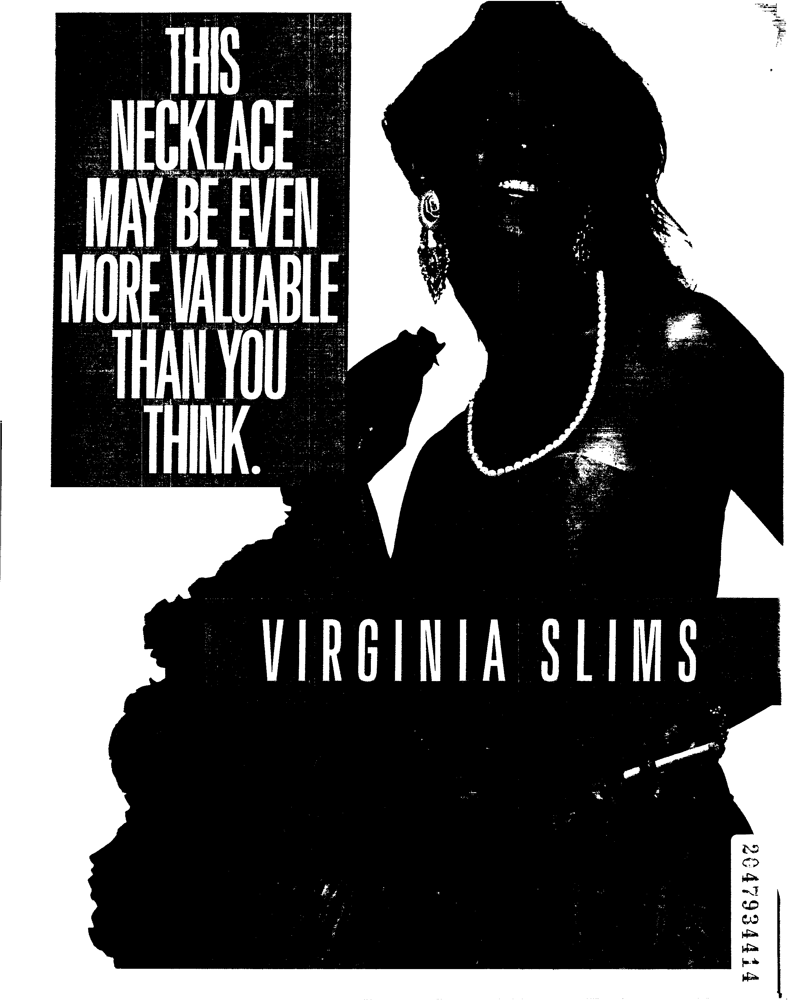 THIS
NECKLACE
MAY BE EVEN
MORE VALUABLE
THAN YOU
THINK.
VIRGINIA SLIMS
2047934414